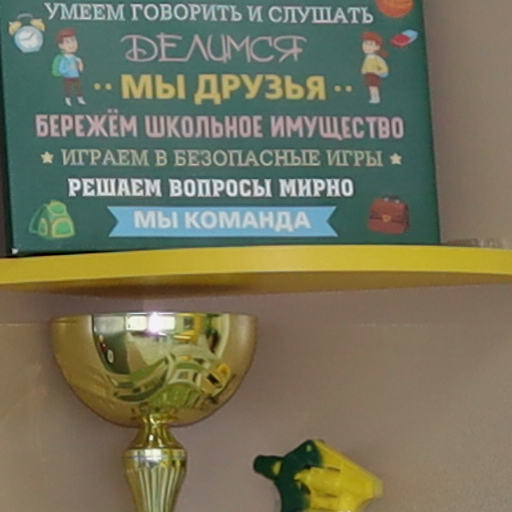 УМЕЕМ ГОВОРИТЬ И СЛУШАТЬ
ДЕЛИМСЯ
МЫ ДРУЗЬЯ
БЕРЕЖЁМ ШКОЛЬНОЕ ИМУЩЕСТВО
ИГРАЕМ В БЕЗОПАСНЫЕ ИГРЫ
РЕШАЕМ ВОПРОСЫ МИРНО
МЫ КОМАНДА